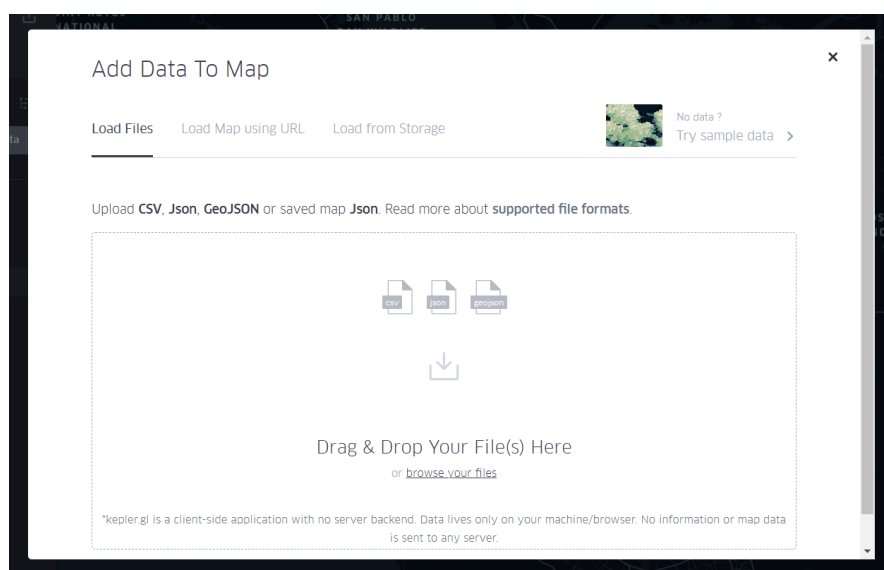 NATIONAL
SAN PABLO
Add Data To Map
Load Files
Load Map using URL
Load from Storage
No data ?
Try sample data
Upload CSV, Json, GeoJSON or saved map Json. Read more about supported file formats.
csv
json
geojson
Drag & Drop Your File(s) Here
or browse your files
*kepler.gl is a client-side application with no server backend. Data lives only on your machine/browser. No information or map data
is sent to any server.